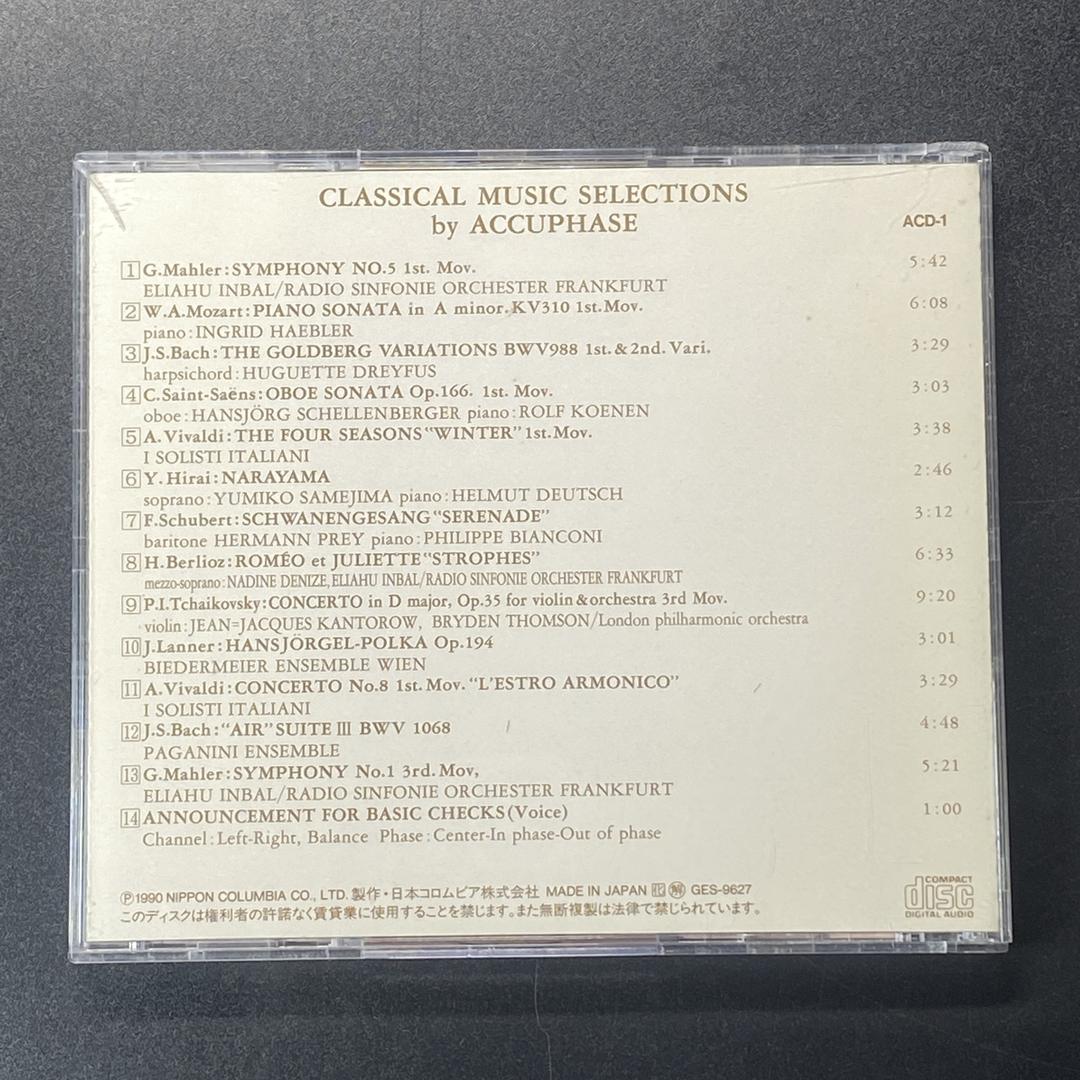 CLASSICAL MUSIC SELECTIONS
by ACCUPHASE
ACD-1
1 G.Mahler:SYMPHONY NO.5 1st. Mov. 5:42
ELIAHU INBAL/RADIO SINFONIE ORCHESTER FRANKFURT
2 W.A.Mozart:PIANO SONATA in A minor.KV310 1st.Mov. 6:08
piano:INGRID HAEBLER
3 J.S.Bach:THE GOLDBERG VARIATIONS BWV988 1st.&2nd.Vari. 3:29
harpsichord:HUGUETTE DREYFUS
4 C.Saint-Saëns:OBOE SONATA Op.166. 1st. Mov. 3:03
oboe:HANSJÖRG SCHELLENBERGER piano:ROLF KOENEN
5 A.Vivaldi:THE FOUR SEASONS“WINTER”1st.Mov. 3:38
I SOLISTI ITALIANI
6 Y.Hirai:NARAYAMA 2:46
soprano:YUMIKO SAMEJIMA piano:HELMUT DEUTSCH
7 F.Schubert:SCHWANENGESANG“SERENADE” 3:12
baritone HERMANN PREY piano:PHILIPPE BIANCONI
8 H.Berlioz:ROMÉO et JULIETTE“STROPHES” 6:33
mezzo-soprano:NADINE DENIZE,ELIAHU INBAL/RADIO SINFONIE ORCHESTER FRANKFURT
9 P.I.Tchaikovsky:CONCERTO in D major, Op.35 for violin&orchestra 3rd Mov. 9:20
violin:JEAN=JACQUES KANTOROW, BRYDEN THOMSON/London philharmonic orchestra
10 J.Lanner:HANSJÖRGEL-POLKA Op.194 3:01
BIEDERMEIER ENSEMBLE WIEN
11 A.Vivaldi:CONCERTO No.8 1st.Mov.“L’ESTRO ARMONICO” 3:29
I SOLISTI ITALIANI
12 J.S.Bach:“AIR”SUITE III BWV 1068 4:48
PAGANINI ENSEMBLE
13 G.Mahler:SYMPHONY No.1 3rd.Mov, 5:21
ELIAHU INBAL/RADIO SINFONIE ORCHESTER FRANKFURT
14 ANNOUNCEMENT FOR BASIC CHECKS(Voice) 1:00
Channel:Left-Right, Balance Phase:Center-In phase-Out of phase
Ⓟ1990 NIPPON COLUMBIA CO., LTD. 製作・日本コロムビア株式会社 MADE IN JAPAN GES-9627
このディスクは権利者の許諾なく賃貸業に使用することを禁じます。また無断複製は法律で禁じられています。
COMPACT
disc
DIGITAL AUDIO